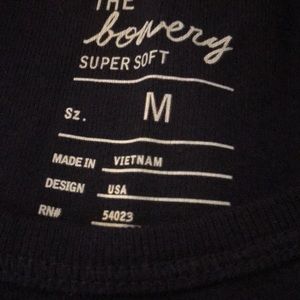 THE
bowery
SUPER SOFT
Sz. M
MADE IN VIETNAM
DESIGN USA
RN# 54023